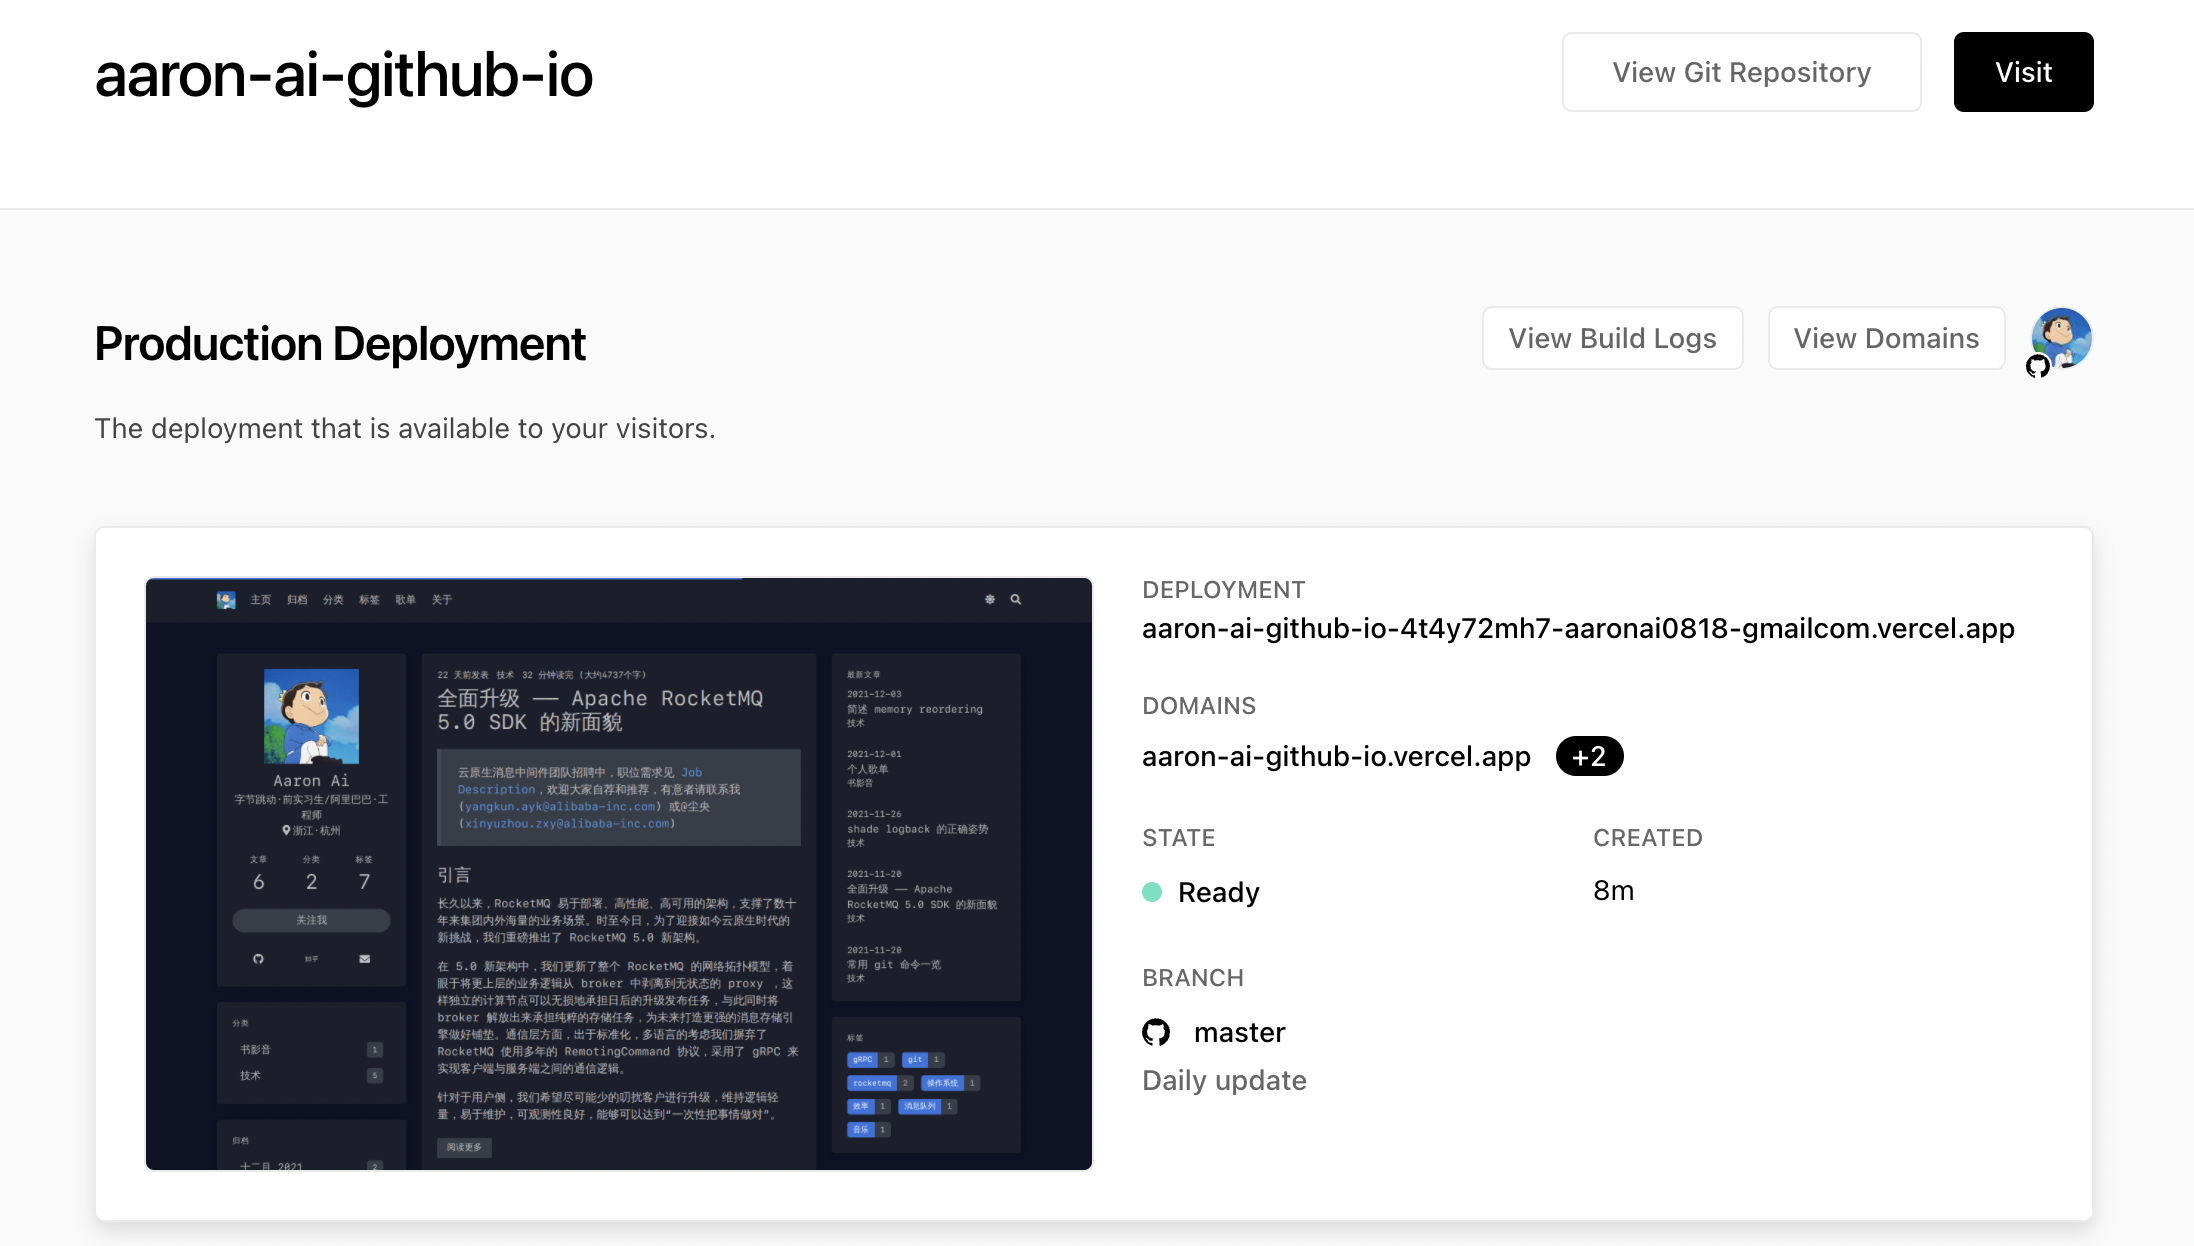 aaron-ai-github-io
View Git Repository
Visit
Production Deployment
View Build Logs
View Domains
The deployment that is available to your visitors.
主页 归档 分类 标签 歌单 关于
Aaron Ai
字节跳动·前实习生/阿里巴巴·工
程师
浙江·杭州
文章 分类 标签
6 2 7
关注我
知乎
分类
书影音 1
技术 5
归档
十二月 2021 2
22 天前发表 技术 32 分钟读完 (大约4737个字)
全面升级 —— Apache RocketMQ
5.0 SDK 的新面貌
云原生消息中间件团队招聘中，职位需求见 Job
Description，欢迎大家自荐和推荐，有意者请联系我
(yangkun.ayk@alibaba-inc.com) 或@尘央
(xinyuzhou.zxy@alibaba-inc.com)
引言
长久以来，RocketMQ 易于部署、高性能、高可用的架构，支撑了数十
年来集团内外海量的业务场景。时至今日，为了迎接如今云原生时代的
新挑战，我们重磅推出了 RocketMQ 5.0 新架构。
在 5.0 新架构中，我们更新了整个 RocketMQ 的网络拓扑模型，着
眼于将更上层的业务逻辑从 broker 中剥离到无状态的 proxy ，这
样独立的计算节点可以无损地承担日后的升级发布任务，与此同时将
broker 解放出来承担纯粹的存储任务，为未来打造更强的消息存储引
擎做好铺垫。通信层方面，出于标准化，多语言的考虑我们摒弃了
RocketMQ 使用多年的 RemotingCommand 协议，采用了 gRPC 来
实现客户端与服务端之间的通信逻辑。
针对于用户侧，我们希望尽可能少的叨扰客户进行升级，维持逻辑轻
量，易于维护，可观测性良好，能够可以达到“一次性把事情做对”。
阅读更多
最新文章
2021-12-03
简述 memory reordering
技术
2021-12-01
个人歌单
书影音
2021-11-26
shade logback 的正确姿势
技术
2021-11-20
全面升级 —— Apache
RocketMQ 5.0 SDK 的新面貌
技术
2021-11-20
常用 git 命令一览
技术
标签
gRPC 1 git 1
rocketmq 2 操作系统 1
效率 1 消息队列 1
音乐 1
DEPLOYMENT
aaron-ai-github-io-4t4y72mh7-aaronai0818-gmailcom.vercel.app
DOMAINS
aaron-ai-github-io.vercel.app +2
STATE
Ready
CREATED
8m
BRANCH
master
Daily update